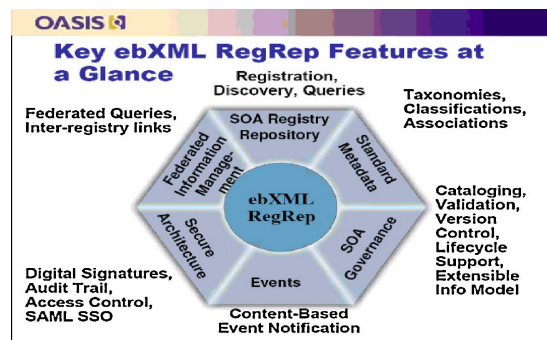 OASIS
Key ebXML RegRep Features at
a Glance
Registration,
Discovery, Queries
Federated Queries,
Inter-registry links
Taxonomies,
Classifications,
Associations
SOA Registry
Repository
Federated
Information
Manage-
ment
Standard
Metadata
ebXML
RegRep
Secure
Architecture
SOA
Governance
Events
Cataloging,
Validation,
Version
Control,
Lifecycle
Support,
Extensible
Info Model
Digital Signatures,
Audit Trail,
Access Control,
SAML SSO
Content-Based
Event Notification